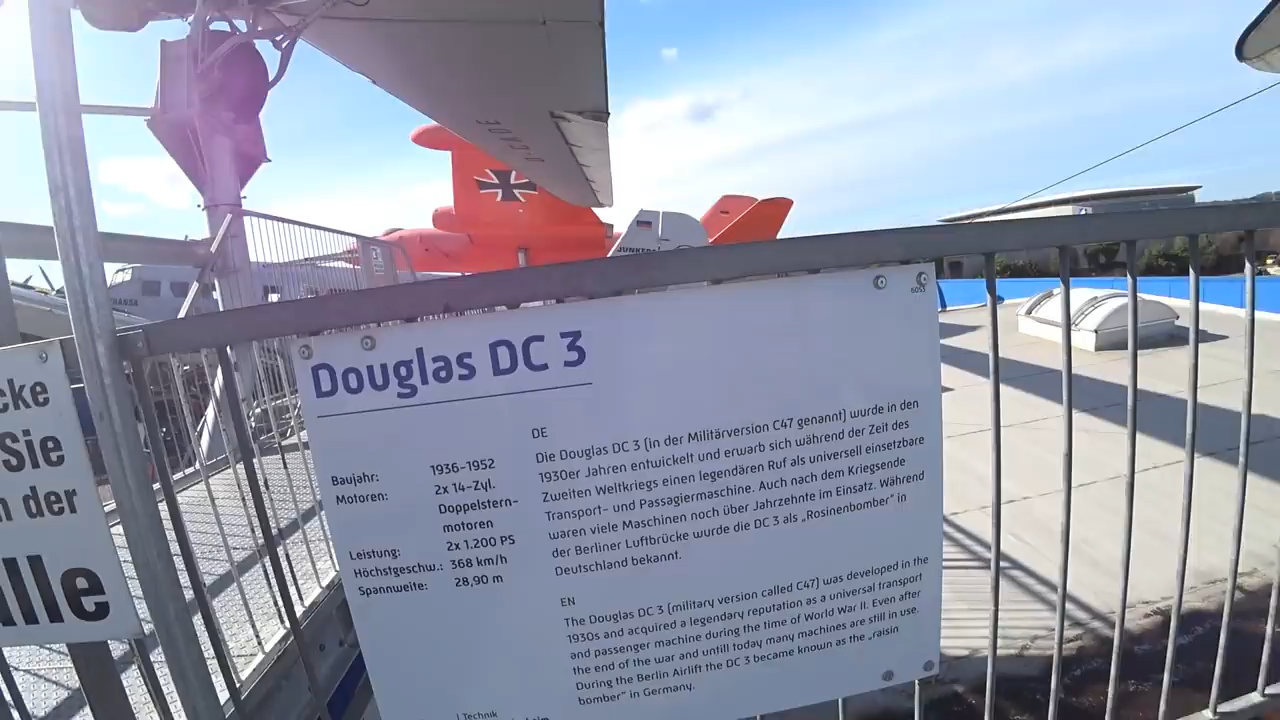 D-CADE
JUNKERS
6053
Douglas DC 3
Baujahr: 1936-1952
Motoren: 2x 14-Zyl.
Doppelstern-
motoren
Leistung: 2x 1.200 PS
Höchstgeschw.: 368 km/h
Spannweite: 28,90 m
DE
Die Douglas DC 3 (in der Militärversion C47 genannt) wurde in den
1930er Jahren entwickelt und erwarb sich während der Zeit des
Zweiten Weltkriegs einen legendären Ruf als universell einsetzbare
Transport- und Passagiermaschine. Auch nach dem Kriegsende
waren viele Maschinen noch über Jahrzehnte im Einsatz. Während
der Berliner Luftbrücke wurde die DC 3 als „Rosinenbomber" in
Deutschland bekannt.
EN
The Douglas DC 3 (military version called C47) was developed in the
1930s and acquired a legendary reputation as a universal transport
and passenger machine during the time of World War II. Even after
the end of the war and untill today many machines are still in use.
During the Berlin Airlift the DC 3 became known as the „raisin
bomber" in Germany.
Technik
cke
Sie
n der
lle